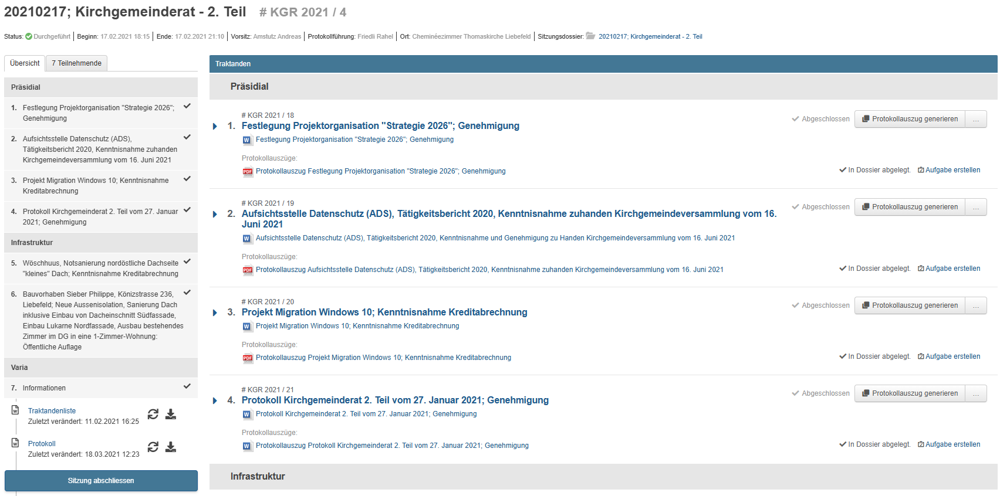 20210217; Kirchgemeinderat - 2. Teil # KGR 2021 / 4
Status: Durchgeführt Beginn: 17.02.2021 18:15 Ende: 17.02.2021 21:10 Vorsitz: Amstutz Andreas Protokollführung: Friedli Rahel Ort: Cheminéezimmer Thomaskirche Liebefeld Sitzungsdossier: 20210217; Kirchgemeinderat - 2. Teil
Übersicht 7 Teilnehmende
Präsidial
1. Festlegung Projektorganisation "Strategie 2026";
Genehmigung
2. Aufsichtsstelle Datenschutz (ADS),
Tätigkeitsbericht 2020, Kenntnisnahme zuhanden
Kirchgemeindeversammlung vom 16. Juni 2021
3. Projekt Migration Windows 10; Kenntnisnahme
Kreditabrechnung
4. Protokoll Kirchgemeinderat 2. Teil vom 27. Januar
2021; Genehmigung
Infrastruktur
5. Wöschhuus, Notsanierung nordöstliche Dachseite
"kleines" Dach; Kenntnisnahme Kreditabrechnung
6. Bauvorhaben Sieber Philippe, Könizstrasse 236,
Liebefeld; Neue Aussenisolation, Sanierung Dach
inklusive Einbau von Dacheinschnitt Südfassade,
Einbau Lukarne Nordfassade, Ausbau bestehendes
Zimmer im DG in eine 1-Zimmer-Wohnung:
Öffentliche Auflage
Varia
7. Informationen
Traktandenliste
Zuletzt verändert: 11.02.2021 16:25
Protokoll
Zuletzt verändert: 18.03.2021 12:23
Sitzung abschliessen
Traktanden
Präsidial
# KGR 2021 / 18
1. Festlegung Projektorganisation "Strategie 2026"; Genehmigung
Abgeschlossen Protokollauszug generieren ...
Festlegung Projektorganisation "Strategie 2026"; Genehmigung
Protokollauszüge:
Protokollauszug Festlegung Projektorganisation "Strategie 2026"; Genehmigung
In Dossier abgelegt. Aufgabe erstellen
# KGR 2021 / 19
2. Aufsichtsstelle Datenschutz (ADS), Tätigkeitsbericht 2020, Kenntnisnahme zuhanden Kirchgemeindeversammlung vom 16.
Juni 2021
Abgeschlossen Protokollauszug generieren ...
Aufsichtsstelle Datenschutz (ADS), Tätigkeitsbericht 2020, Kenntnisnahme und Genehmigung zu Handen Kirchgemeindeversammlung vom 16. Juni 2021
Protokollauszüge:
Protokollauszug Aufsichtsstelle Datenschutz (ADS), Tätigkeitsbericht 2020, Kenntnisnahme zuhanden Kirchgemeindeversammlung vom 16. Juni 2021
In Dossier abgelegt. Aufgabe erstellen
# KGR 2021 / 20
3. Projekt Migration Windows 10; Kenntnisnahme Kreditabrechnung
Abgeschlossen Protokollauszug generieren ...
Projekt Migration Windows 10; Kenntnisnahme Kreditabrechnung
Protokollauszüge:
Protokollauszug Projekt Migration Windows 10; Kenntnisnahme Kreditabrechnung
In Dossier abgelegt. Aufgabe erstellen
# KGR 2021 / 21
4. Protokoll Kirchgemeinderat 2. Teil vom 27. Januar 2021; Genehmigung
Abgeschlossen Protokollauszug generieren ...
Protokoll Kirchgemeinderat 2. Teil vom 27. Januar 2021; Genehmigung
Protokollauszüge:
Protokollauszug Protokoll Kirchgemeinderat 2. Teil vom 27. Januar 2021; Genehmigung
In Dossier abgelegt. Aufgabe erstellen
Infrastruktur